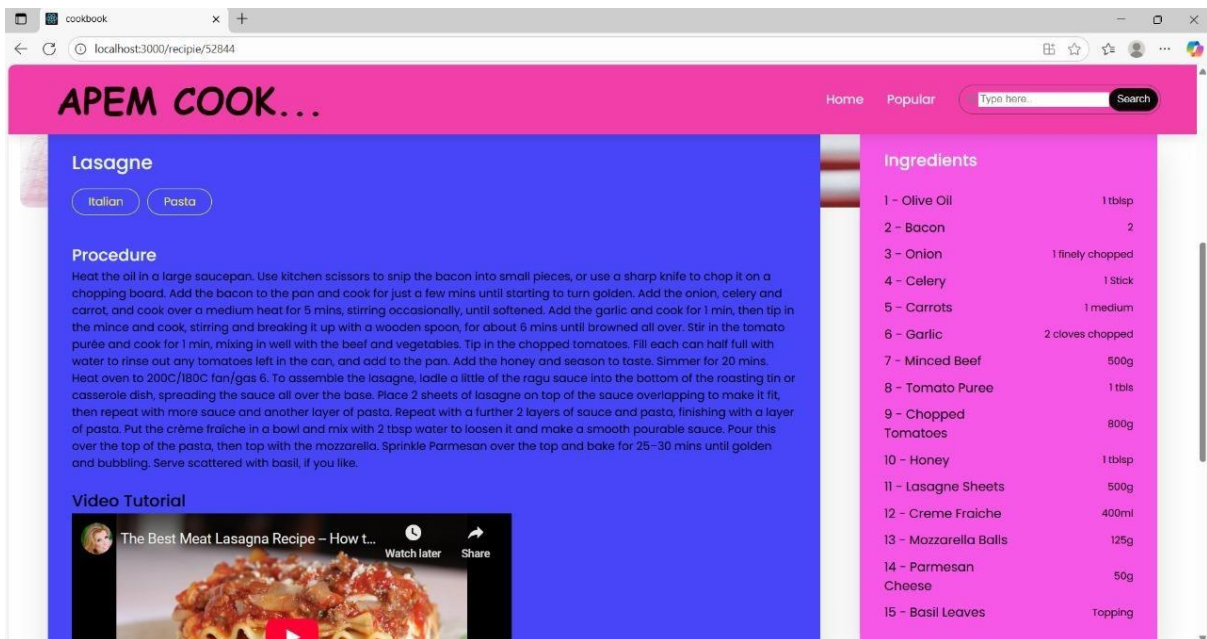 cookbook
localhost:3000/recipie/52844
APEM COOK...
Home
Popular
Type here..
Search
Lasagne
Italian
Pasta
Procedure
Heat the oil in a large saucepan. Use kitchen scissors to snip the bacon into small pieces, or use a sharp knife to chop it on a
chopping board. Add the bacon to the pan and cook for just a few mins until starting to turn golden. Add the onion, celery and
carrot, and cook over a medium heat for 5 mins, stirring occasionally, until softened. Add the garlic and cook for 1 min, then tip in
the mince and cook, stirring and breaking it up with a wooden spoon, for about 6 mins until browned all over. Stir in the tomato
purée and cook for 1 min, mixing in well with the beef and vegetables. Tip in the chopped tomatoes. Fill each can half full with
water to rinse out any tomatoes left in the can, and add to the pan. Add the honey and season to taste. Simmer for 20 mins.
Heat oven to 200C/180C fan/gas 6. To assemble the lasagne, ladle a little of the ragu sauce into the bottom of the roasting tin or
casserole dish, spreading the sauce all over the base. Place 2 sheets of lasagne on top of the sauce overlapping to make it fit,
then repeat with more sauce and another layer of pasta. Repeat with a further 2 layers of sauce and pasta, finishing with a layer
of pasta. Put the crème fraîche in a bowl and mix with 2 tbsp water to loosen it and make a smooth pourable sauce. Pour this
over the top of the pasta, then top with the mozzarella. Sprinkle Parmesan over the top and bake for 25–30 mins until golden
and bubbling. Serve scattered with basil, if you like.
Video Tutorial
The Best Meat Lasagna Recipe – How t...
Watch later
Share
Ingredients
1 - Olive Oil 1 tblsp
2 - Bacon 2
3 - Onion 1 finely chopped
4 - Celery 1 Stick
5 - Carrots 1 medium
6 - Garlic 2 cloves chopped
7 - Minced Beef 500g
8 - Tomato Puree 1 tbls
9 - Chopped
Tomatoes 800g
10 - Honey 1 tblsp
11 - Lasagne Sheets 500g
12 - Creme Fraiche 400ml
13 - Mozzarella Balls 125g
14 - Parmesan
Cheese 50g
15 - Basil Leaves Topping